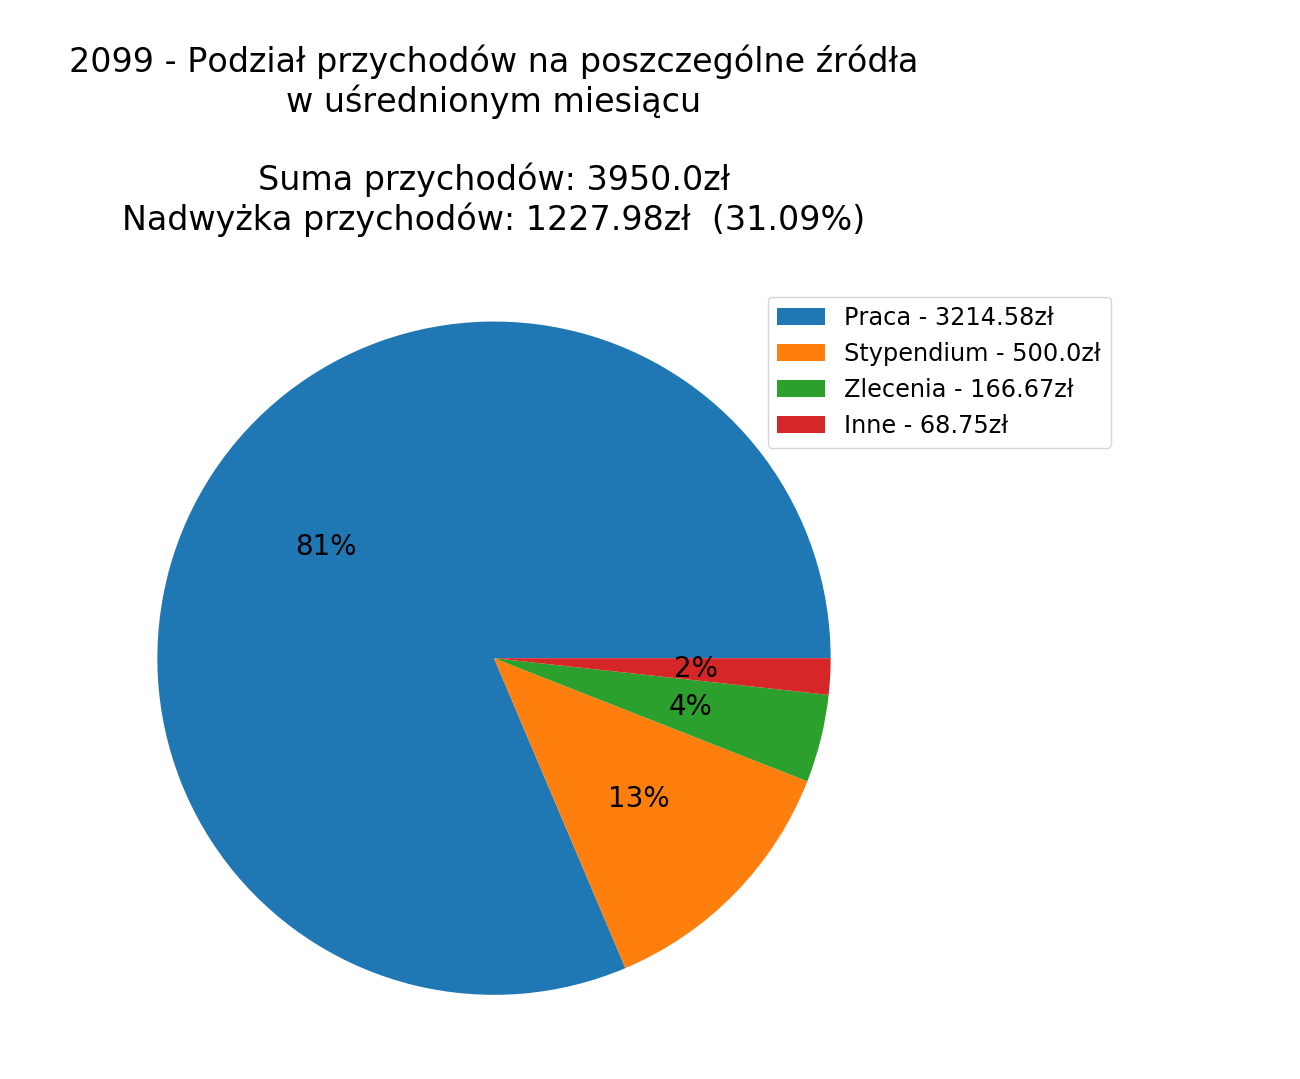 2099 - Podział przychodów na poszczególne źródła
w uśrednionym miesiącu
Suma przychodów: 3950.0zł
Nadwyżka przychodów: 1227.98zł  (31.09%)
Praca - 3214.58zł
Stypendium - 500.0zł
Zlecenia - 166.67zł
Inne - 68.75zł
81%
2%
4%
13%